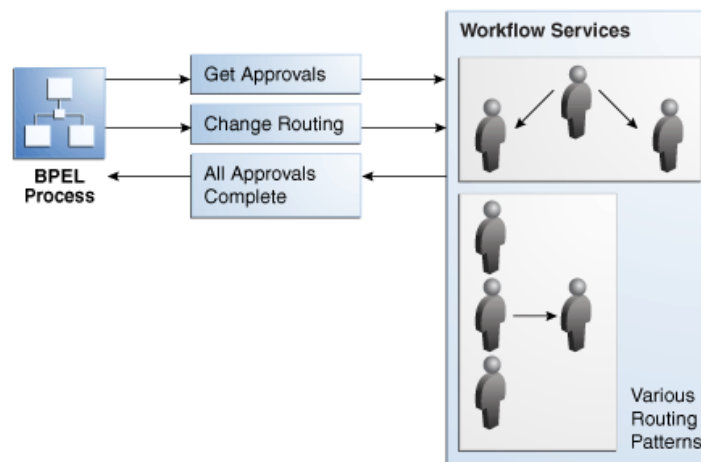 Workflow Services
Get Approvals
Change Routing
All Approvals
Complete
BPEL
Process
Various
Routing
Patterns